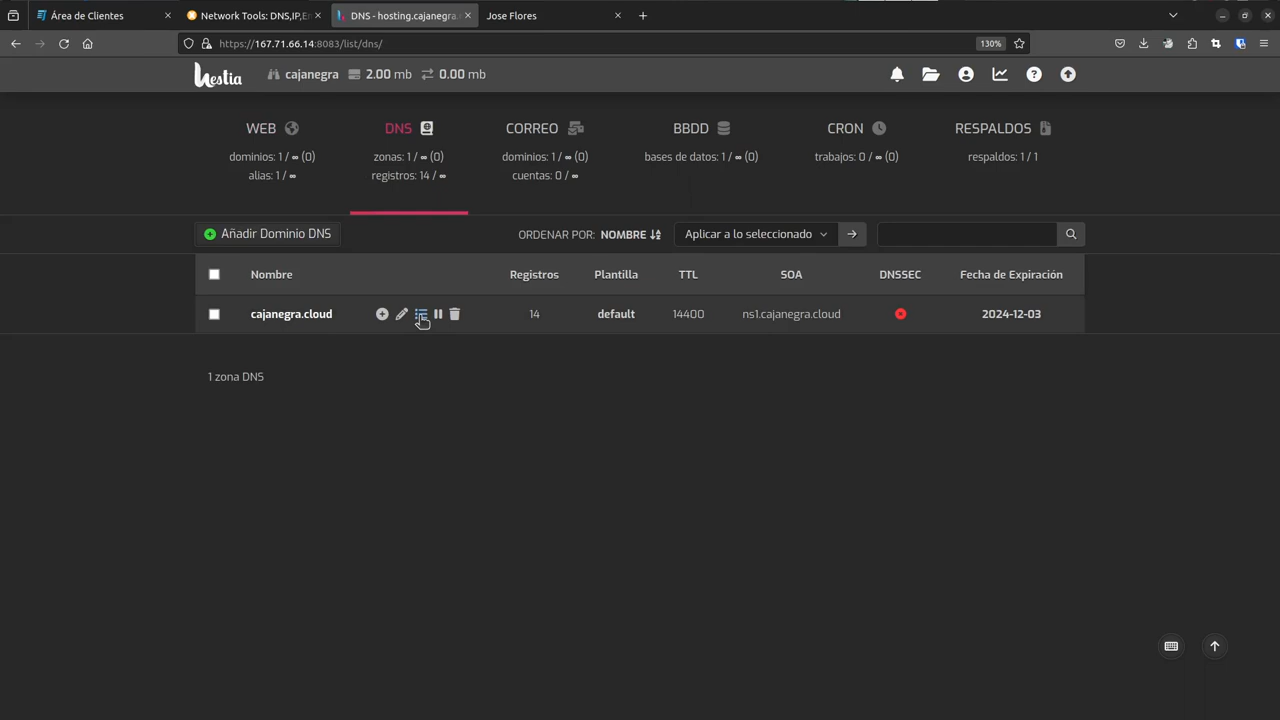 Área de Clientes
Network Tools: DNS,IP,Em
DNS - hosting.cajanegra.
Jose Flores
https://167.71.66.14:8083/list/dns/
130%
hestia
cajanegra
2.00 mb
0.00 mb
WEB
dominios: 1 / ∞ (0)
alias: 1 / ∞
DNS
zonas: 1 / ∞ (0)
registros: 14 / ∞
CORREO
dominios: 1 / ∞ (0)
cuentas: 0 / ∞
BBDD
bases de datos: 1 / ∞ (0)
CRON
trabajos: 0 / ∞ (0)
RESPALDOS
respaldos: 1 / 1
Añadir Dominio DNS
ORDENAR POR: NOMBRE
Aplicar a lo seleccionado
Nombre Registros Plantilla TTL SOA DNSSEC Fecha de Expiración
cajanegra.cloud 14 default 14400 ns1.cajanegra.cloud 2024-12-03
1 zona DNS